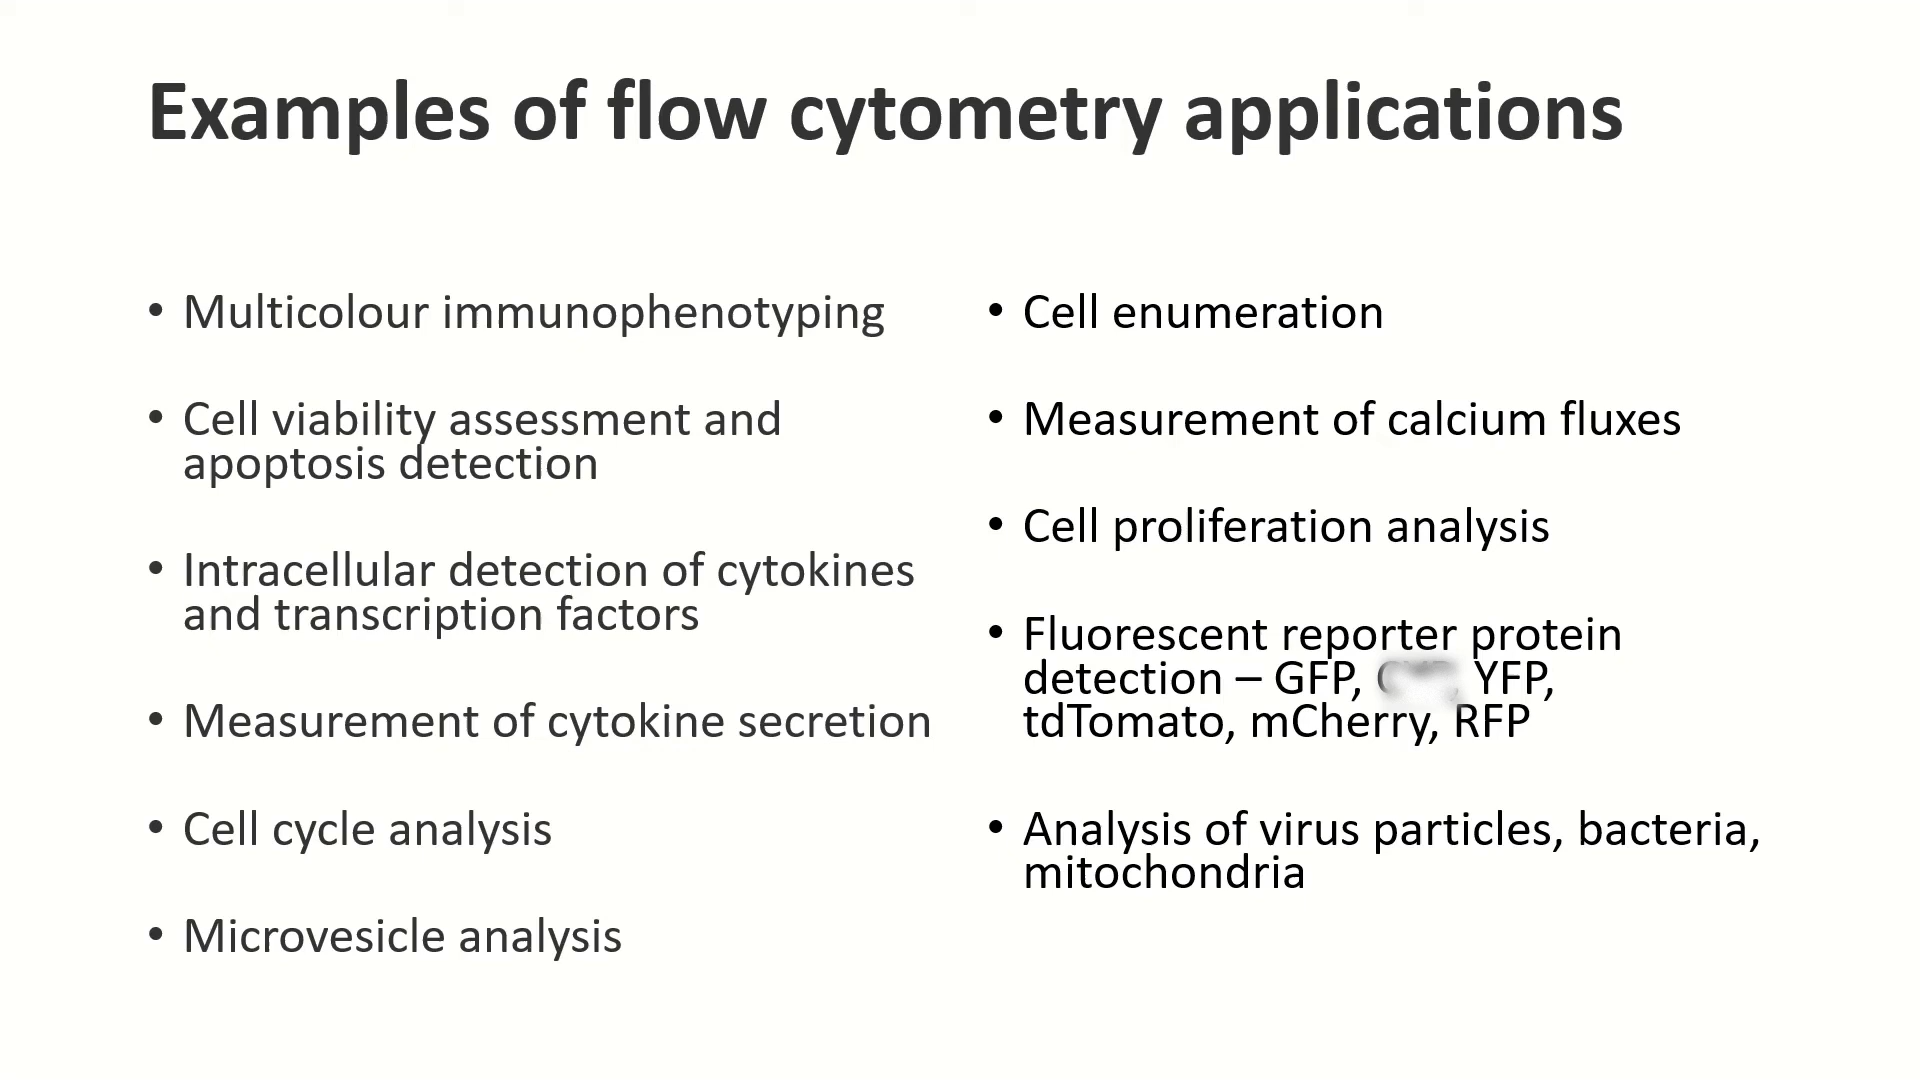 Examples of flow cytometry applications
• Multicolour immunophenotyping
• Cell viability assessment and
apoptosis detection
• Intracellular detection of cytokines
and transcription factors
• Measurement of cytokine secretion
• Cell cycle analysis
• Microvesicle analysis
• Cell enumeration
• Measurement of calcium fluxes
• Cell proliferation analysis
• Fluorescent reporter protein
detection – GFP, YFP,
tdTomato, mCherry, RFP
• Analysis of virus particles, bacteria,
mitochondria